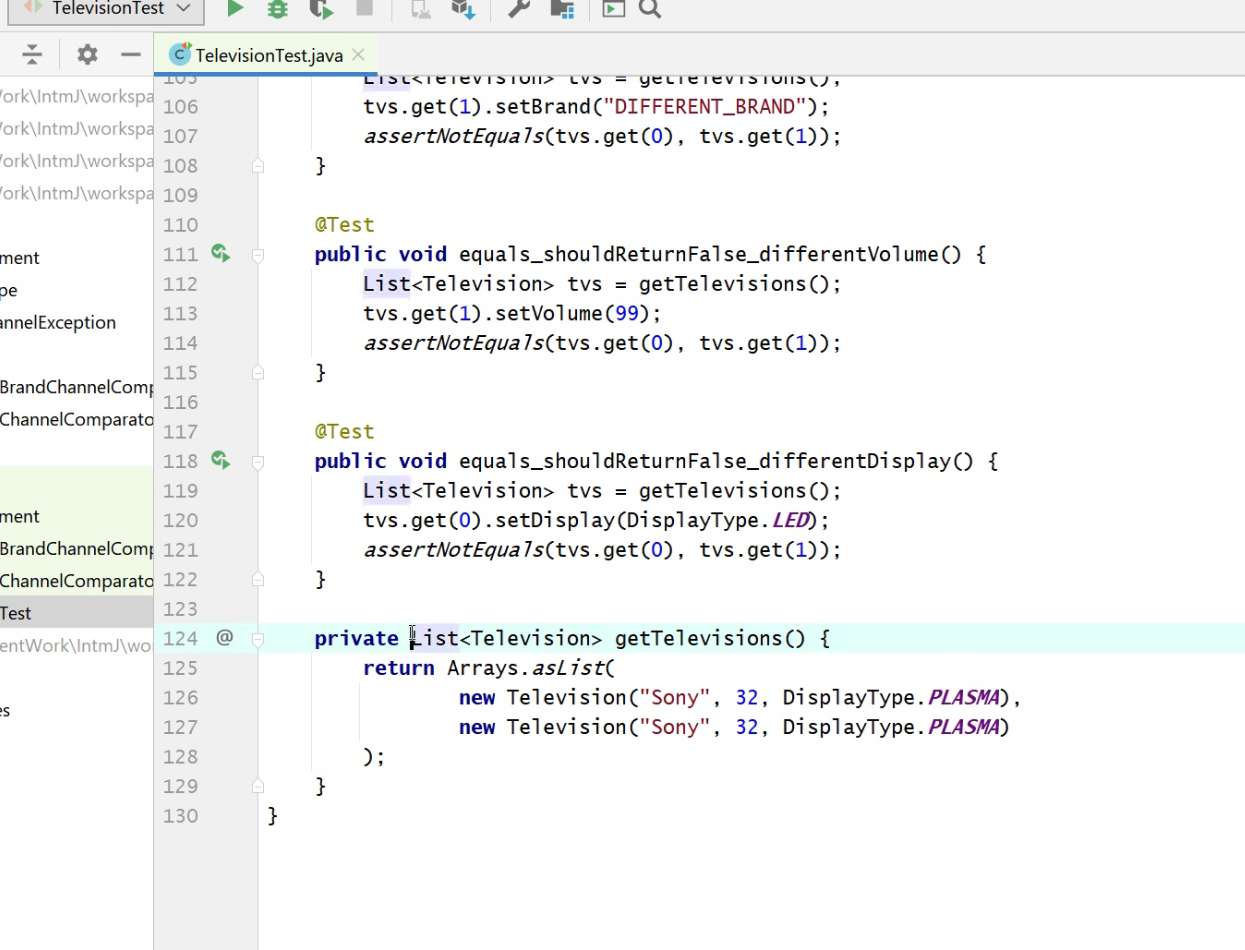 TelevisionTest
TelevisionTest.java
/ork\IntmJ\workspa
/ork\IntmJ\workspa
/ork\IntmJ\workspa
/ork\IntmJ\workspa
ment
pe
annelException
BrandChannelComp
ChannelComparato
ment
BrandChannelComp
ChannelComparato
Test
entWork\IntmJ\wo
es
105 List<Television> tvs = getTelevisions();
106 tvs.get(1).setBrand("DIFFERENT_BRAND");
107 assertNotEquals(tvs.get(0), tvs.get(1));
108 }
109
110 @Test
111 public void equals_shouldReturnFalse_differentVolume() {
112 List<Television> tvs = getTelevisions();
113 tvs.get(1).setVolume(99);
114 assertNotEquals(tvs.get(0), tvs.get(1));
115 }
116
117 @Test
118 public void equals_shouldReturnFalse_differentDisplay() {
119 List<Television> tvs = getTelevisions();
120 tvs.get(0).setDisplay(DisplayType.LED);
121 assertNotEquals(tvs.get(0), tvs.get(1));
122 }
123
124 @ private List<Television> getTelevisions() {
125 return Arrays.asList(
126 new Television("Sony", 32, DisplayType.PLASMA),
127 new Television("Sony", 32, DisplayType.PLASMA)
128 );
129 }
130 }